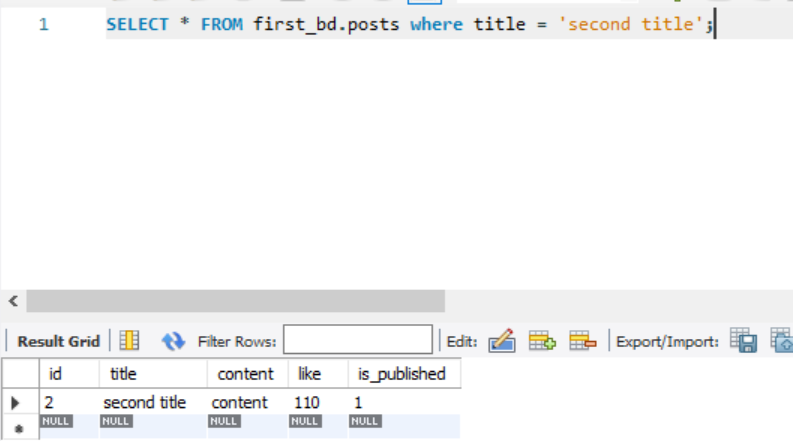 1 SELECT * FROM first_bd.posts where title = 'second title';
Result Grid Filter Rows: Edit: Export/Import:
id title content like is_published
2 second title content 110 1
NULL NULL NULL NULL NULL